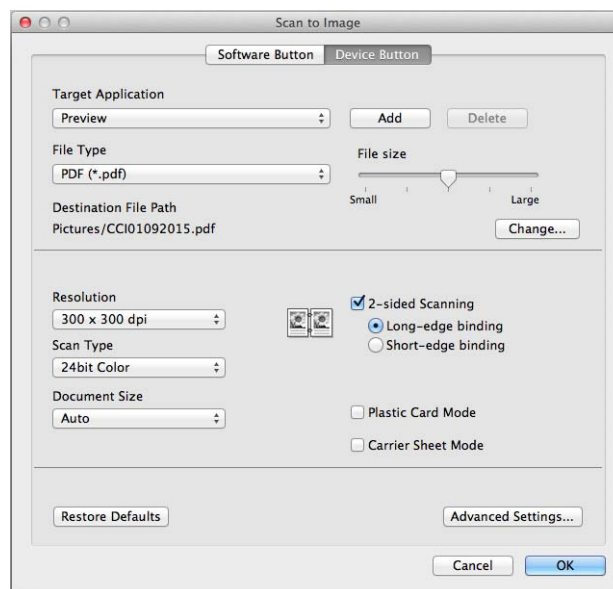 Scan to Image
Software Button Device Button
Target Application
Preview Add Delete
File Type File size
PDF (*.pdf)
Small Large
Destination File Path
Pictures/CCI01092015.pdf Change...
Resolution 2-sided Scanning
300 x 300 dpi Long-edge binding
Scan Type Short-edge binding
24bit Color
Document Size
Auto Plastic Card Mode
Carrier Sheet Mode
Restore Defaults Advanced Settings...
Cancel OK